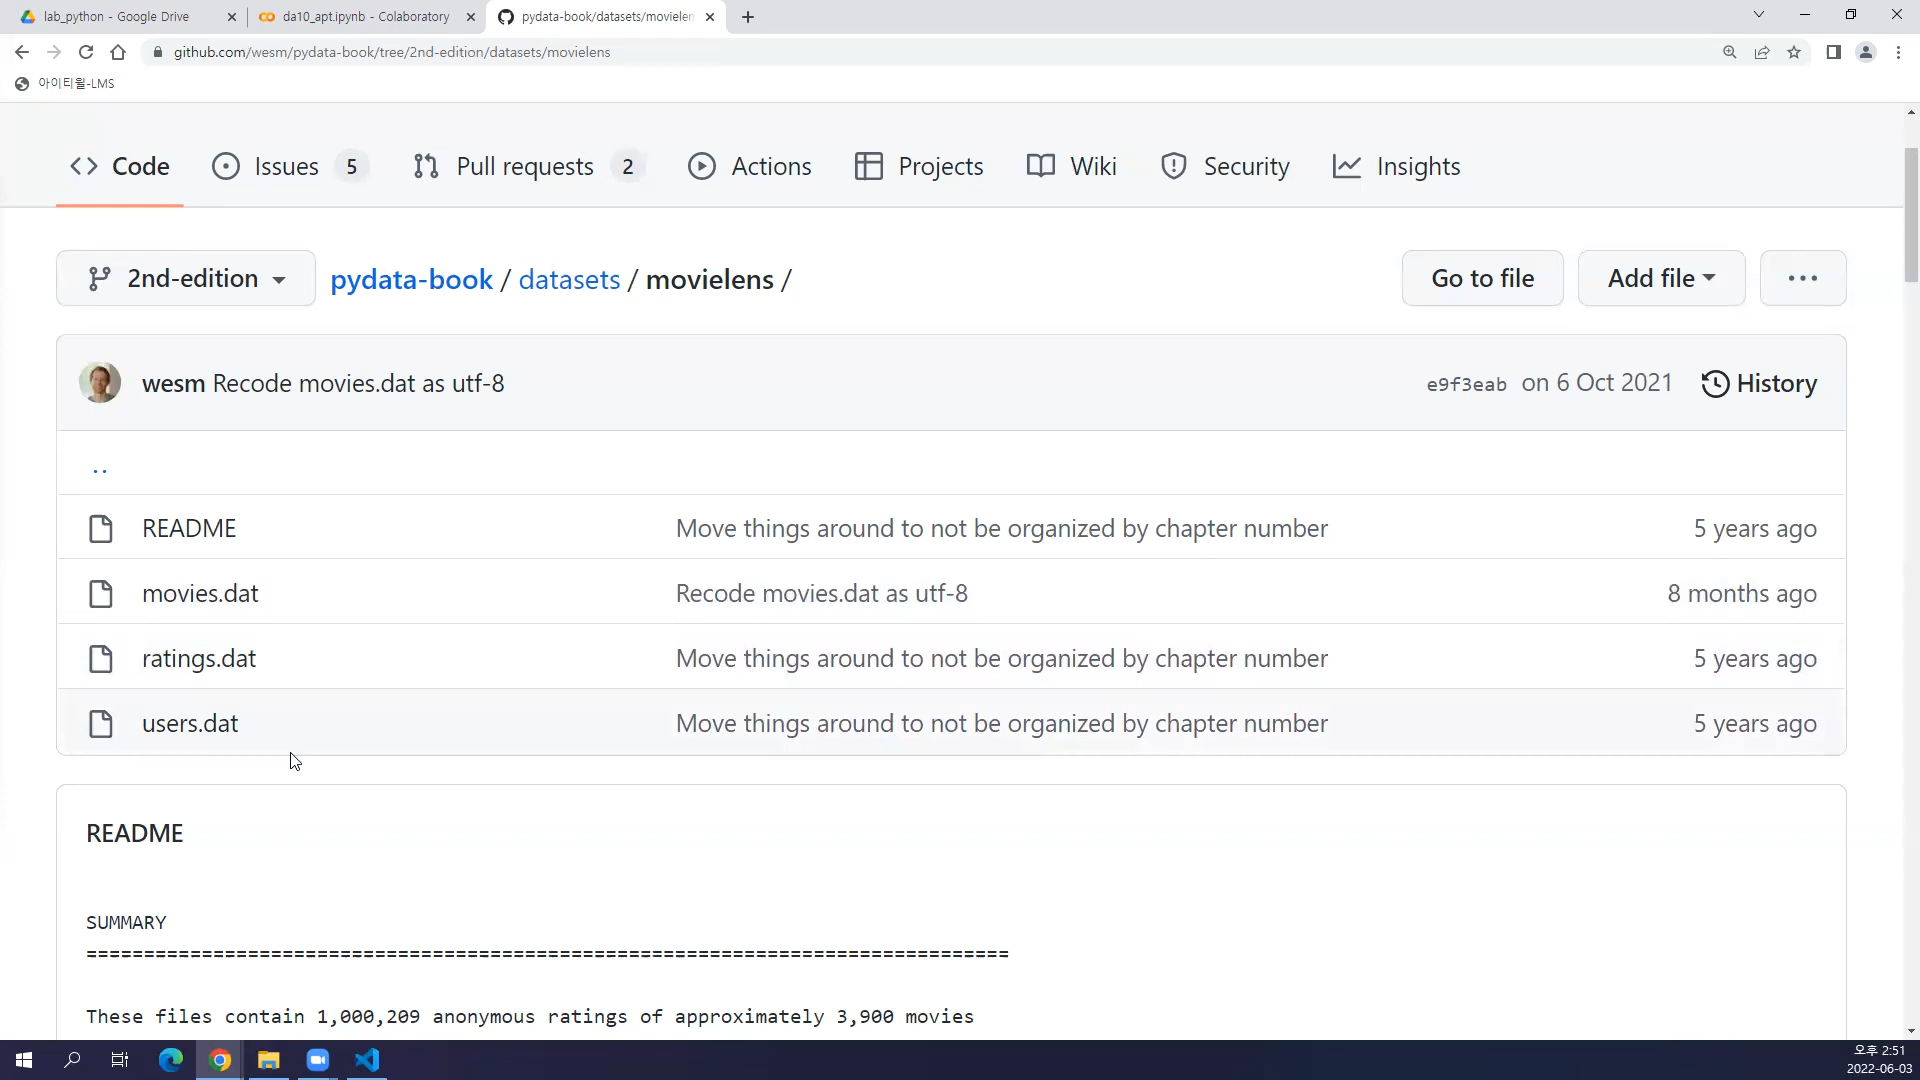 lab_python - Google Drive
da10_apt.ipynb - Colaboratory
pydata-book/datasets/movielen
github.com/wesm/pydata-book/tree/2nd-edition/datasets/movielens
아이티윌-LMS
Code
Issues 5
Pull requests 2
Actions
Projects
Wiki
Security
Insights
2nd-edition
pydata-book / datasets / movielens /
Go to file
Add file
wesm Recode movies.dat as utf-8
e9f3eab on 6 Oct 2021
History
..
README Move things around to not be organized by chapter number 5 years ago
movies.dat Recode movies.dat as utf-8 8 months ago
ratings.dat Move things around to not be organized by chapter number 5 years ago
users.dat Move things around to not be organized by chapter number 5 years ago
README
SUMMARY
================================================================================
These files contain 1,000,209 anonymous ratings of approximately 3,900 movies
오후 2:51
2022-06-03